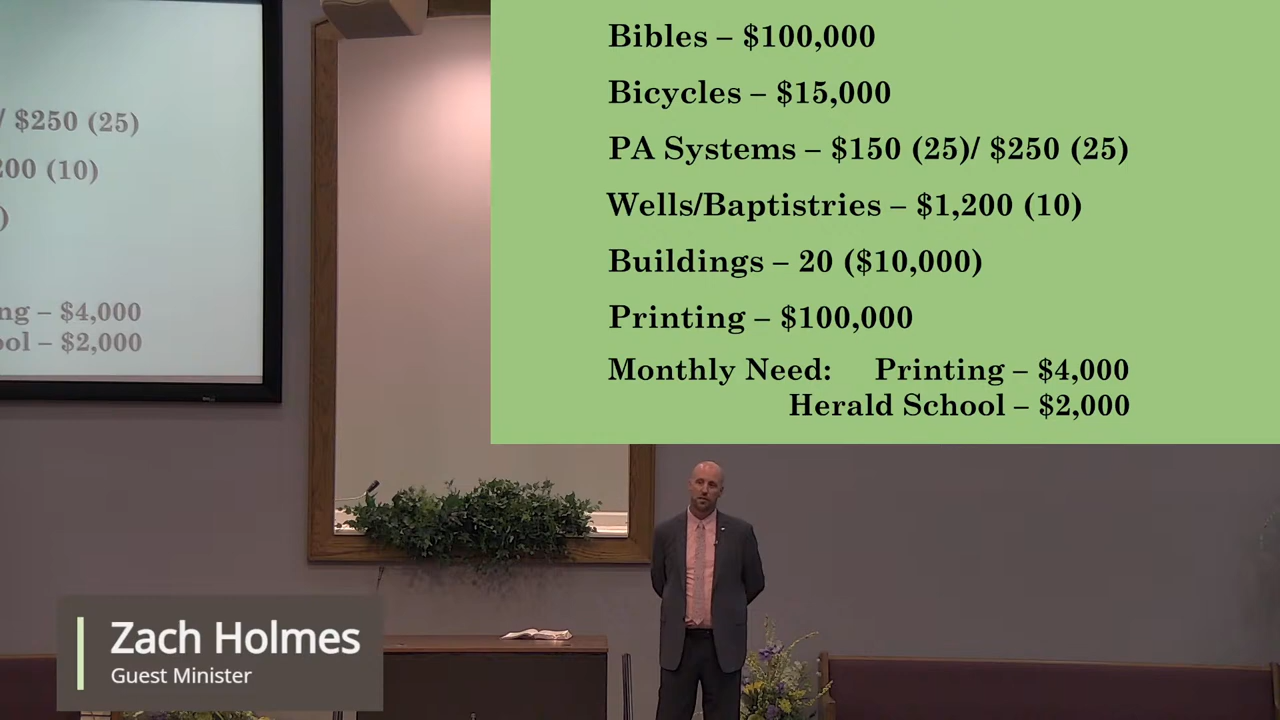 Bibles – $100,000
Bicycles – $15,000
PA Systems – $150 (25)/ $250 (25)
Wells/Baptistries – $1,200 (10)
Buildings – 20 ($10,000)
Printing – $100,000
Monthly Need: Printing – $4,000
Herald School – $2,000
/ $250 (25)
200 (10)
)
ng – $4,000
ool – $2,000
Zach Holmes
Guest Minister